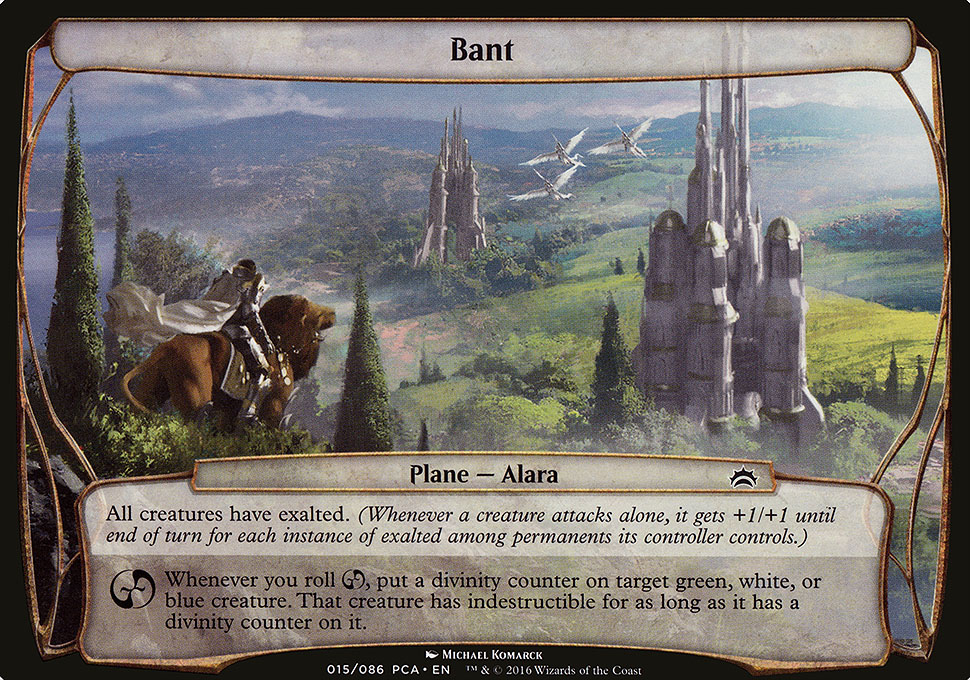 Bant
Plane — Alara
All creatures have exalted. (Whenever a creature attacks alone, it gets +1/+1 until
end of turn for each instance of exalted among permanents its controller controls.)
Whenever you roll , put a divinity counter on target green, white, or
blue creature. That creature has indestructible for as long as it has a
divinity counter on it.
Michael Komarck
015/086 PCA • EN ™ & © 2016 Wizards of the Coast